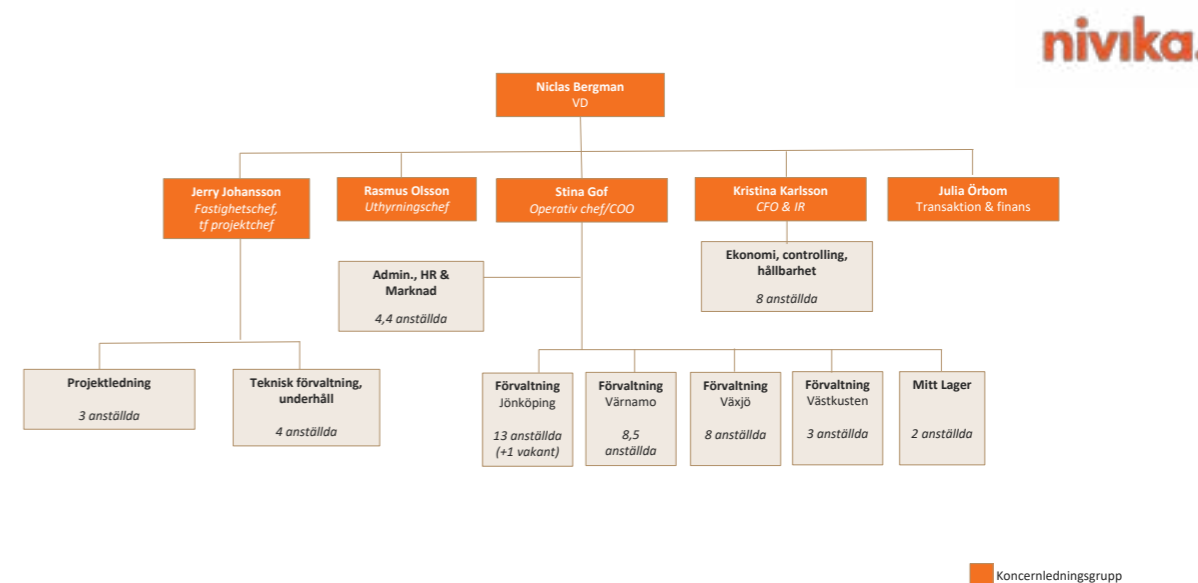 nivika.
Niclas Bergman
VD
Jerry Johansson
Fastighetschef,
tf projektchef
Rasmus Olsson
Uthyrningschef
Stina Gof
Operativ chef/COO
Kristina Karlsson
CFO & IR
Julia Örbom
Transaktion & finans
Admin., HR &
Marknad
4,4 anställda
Ekonomi, controlling,
hållbarhet
8 anställda
Projektledning
3 anställda
Teknisk förvaltning,
underhåll
4 anställda
Förvaltning
Jönköping
13 anställda
(+1 vakant)
Förvaltning
Värnamo
8,5
anställda
Förvaltning
Växjö
8 anställda
Förvaltning
Västkusten
3 anställda
Mitt Lager
2 anställda
Koncernledningsgrupp